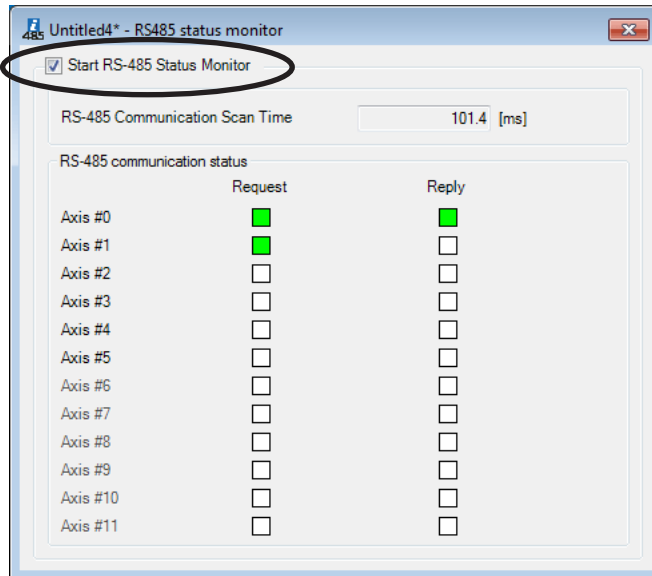 485 Untitled4* - RS485 status monitor
Start RS-485 Status Monitor
RS-485 Communication Scan Time 101.4 [ms]
RS-485 communication status
Request Reply
Axis #0
Axis #1
Axis #2
Axis #3
Axis #4
Axis #5
Axis #6
Axis #7
Axis #8
Axis #9
Axis #10
Axis #11